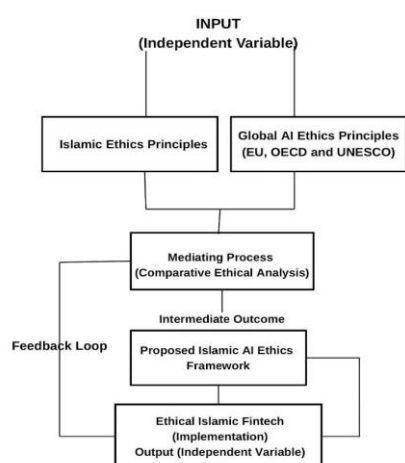 INPUT
(Independent Variable)
Islamic Ethics Principles
Global AI Ethics Principles
(EU, OECD and UNESCO)
Mediating Process
(Comparative Ethical Analysis)
Intermediate Outcome
Feedback Loop
Proposed Islamic AI Ethics
Framework
Ethical Islamic Fintech
(Implementation)
Output (Independent Variable)